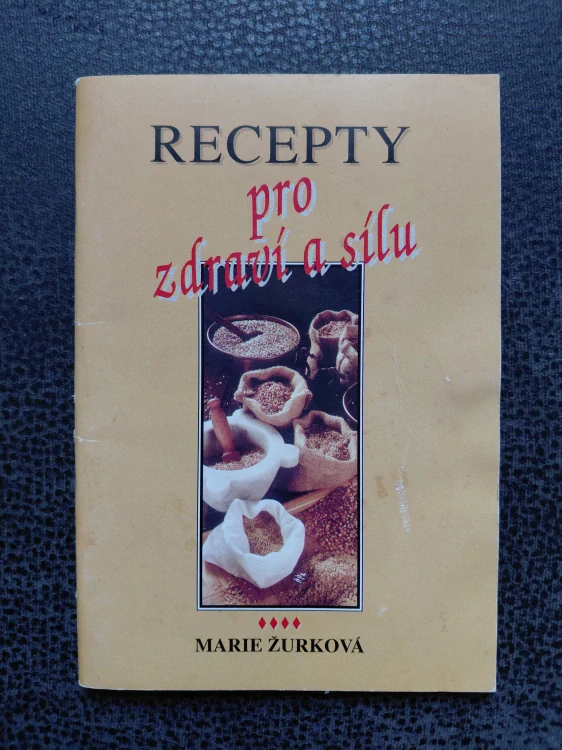 RECEPTY
pro
zdraví a sílu
MARIE ŽURKOVÁ